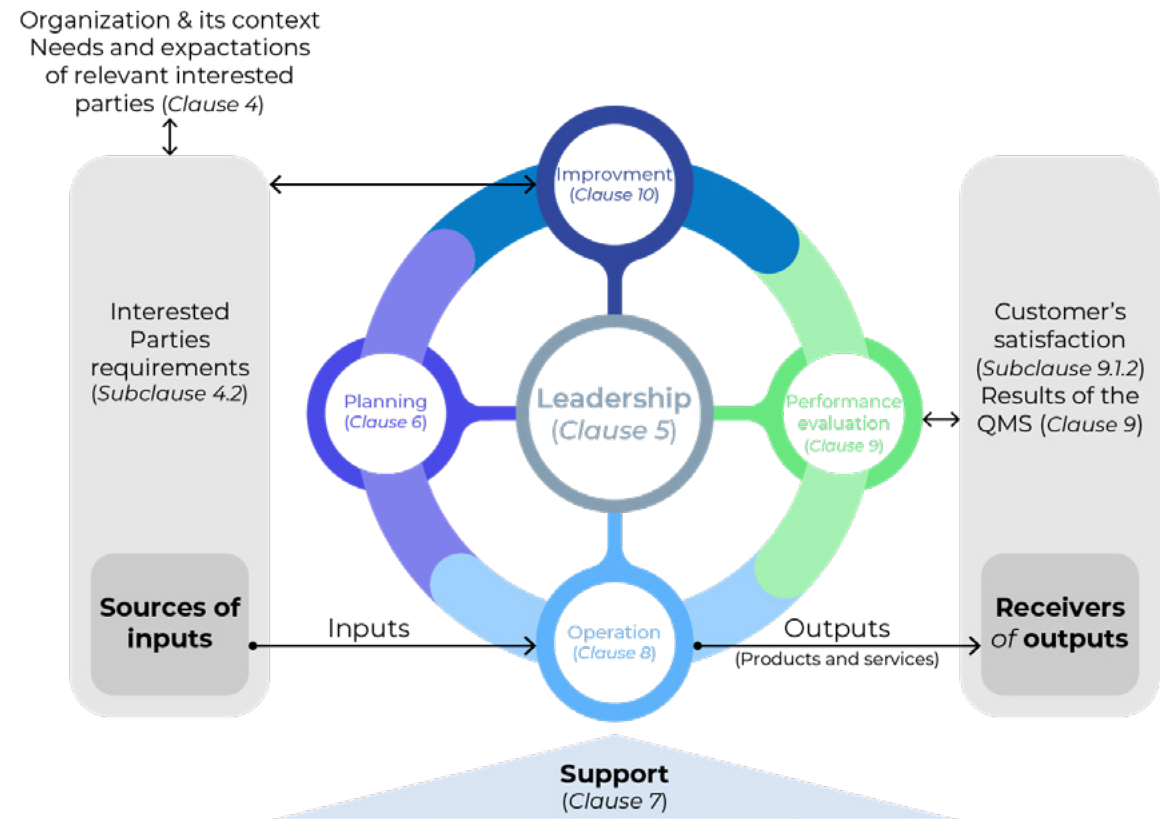 Organization & its context
Needs and expactations
of relevant interested
parties (Clause 4)
Improvment
(Clause 10)
Interested
Parties
requirements
(Subclause 4.2)
Planning
(Clause 6)
Leadership
(Clause 5)
Performance
evaluation
(Clause 9)
Customer’s
satisfaction
(Subclause 9.1.2)
Results of the
QMS (Clause 9)
Sources of
inputs
Inputs
Operation
(Clause 8)
Outputs
(Products and services)
Receivers
of outputs
Support
(Clause 7)